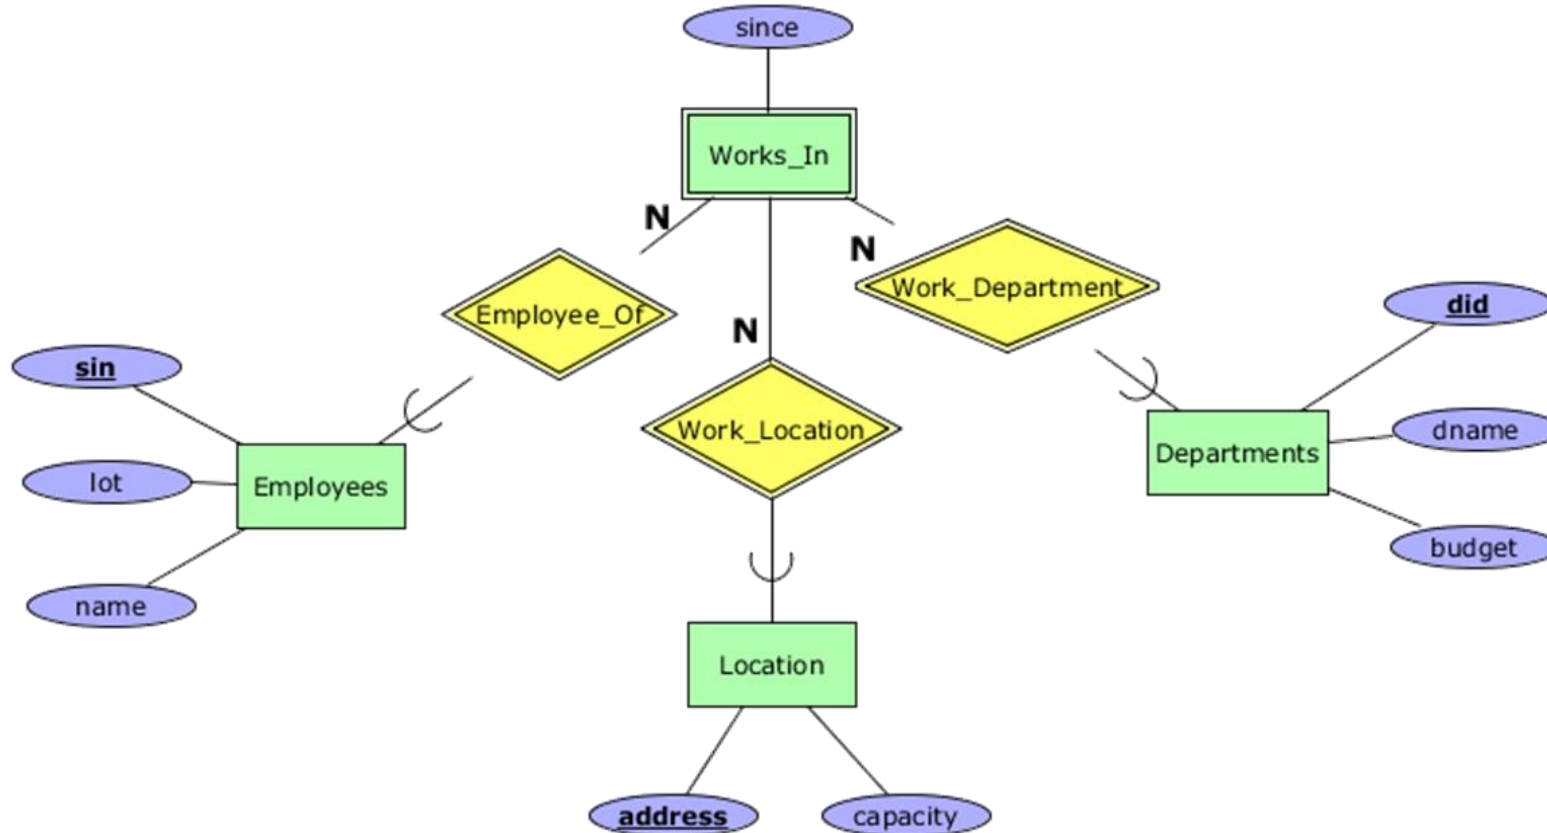 since
Works_In
N
N
Work_Department
did
Employee_Of
N
sin
Work_Location
dname
Departments
lot
Employees
budget
name
Location
address
capacity